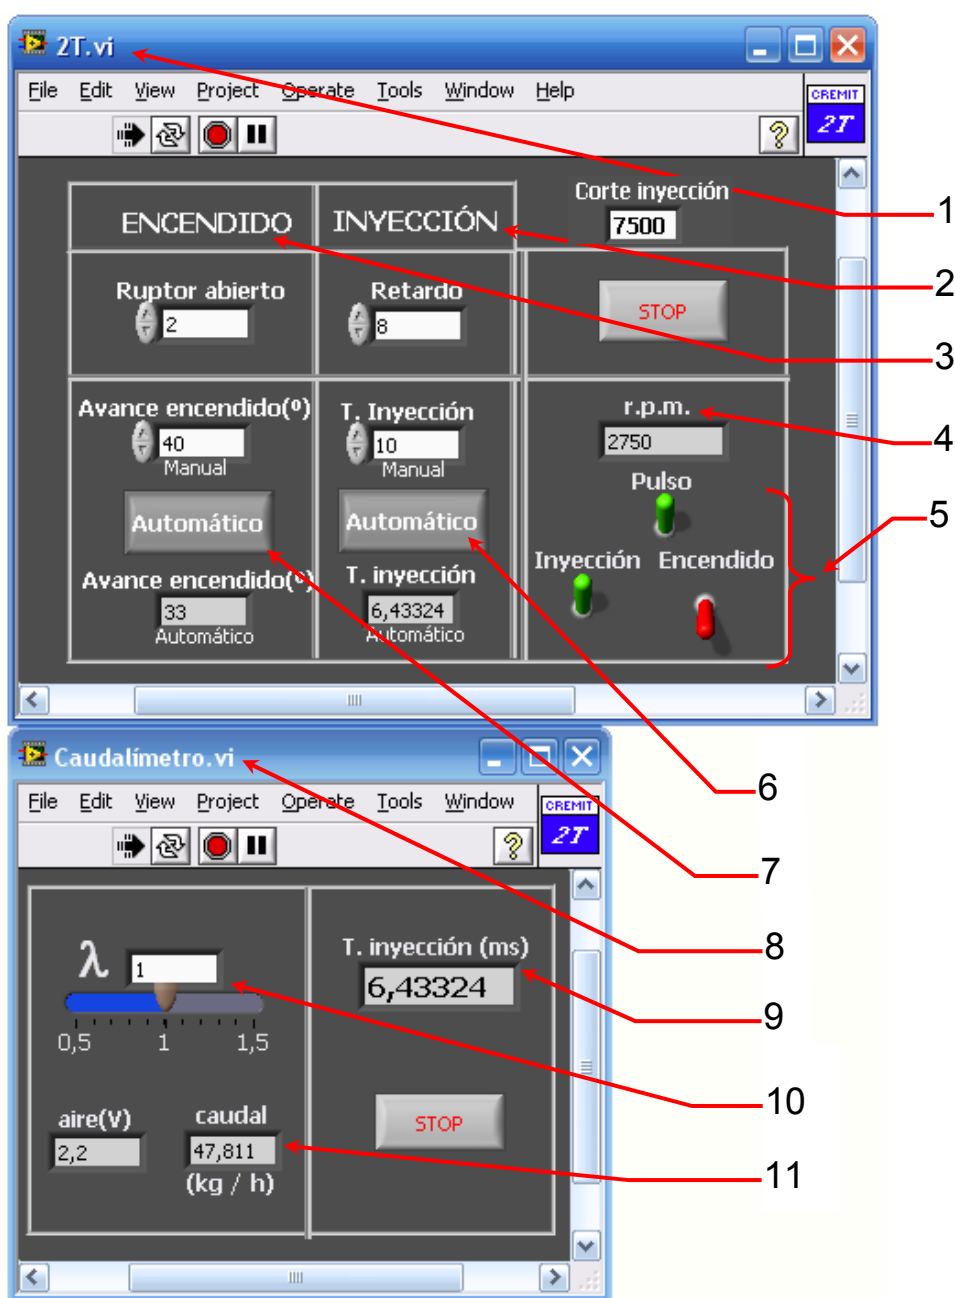 2T.vi
File Edit View Project Operate Tools Window Help
CREMIT
2T
ENCENDIDO INYECCIÓN Corte inyección
7500
Ruptor abierto Retardo
2 8 STOP
Avance encendido(º) T. Inyección r.p.m.
40 10 2750
Manual Manual
Pulso
Automático Automático
Inyección Encendido
Avance encendido(º) T. inyección
33 6,43324
Automático Automático
1
2
3
4
5
6
7
8
9
10
11
Caudalímetro.vi
File Edit View Project Operate Tools Window
CREMIT
2T
λ 1 T. inyección (ms)
6,43324
0,5 1 1,5
aire(V) caudal STOP
2,2 47,811
(kg / h)